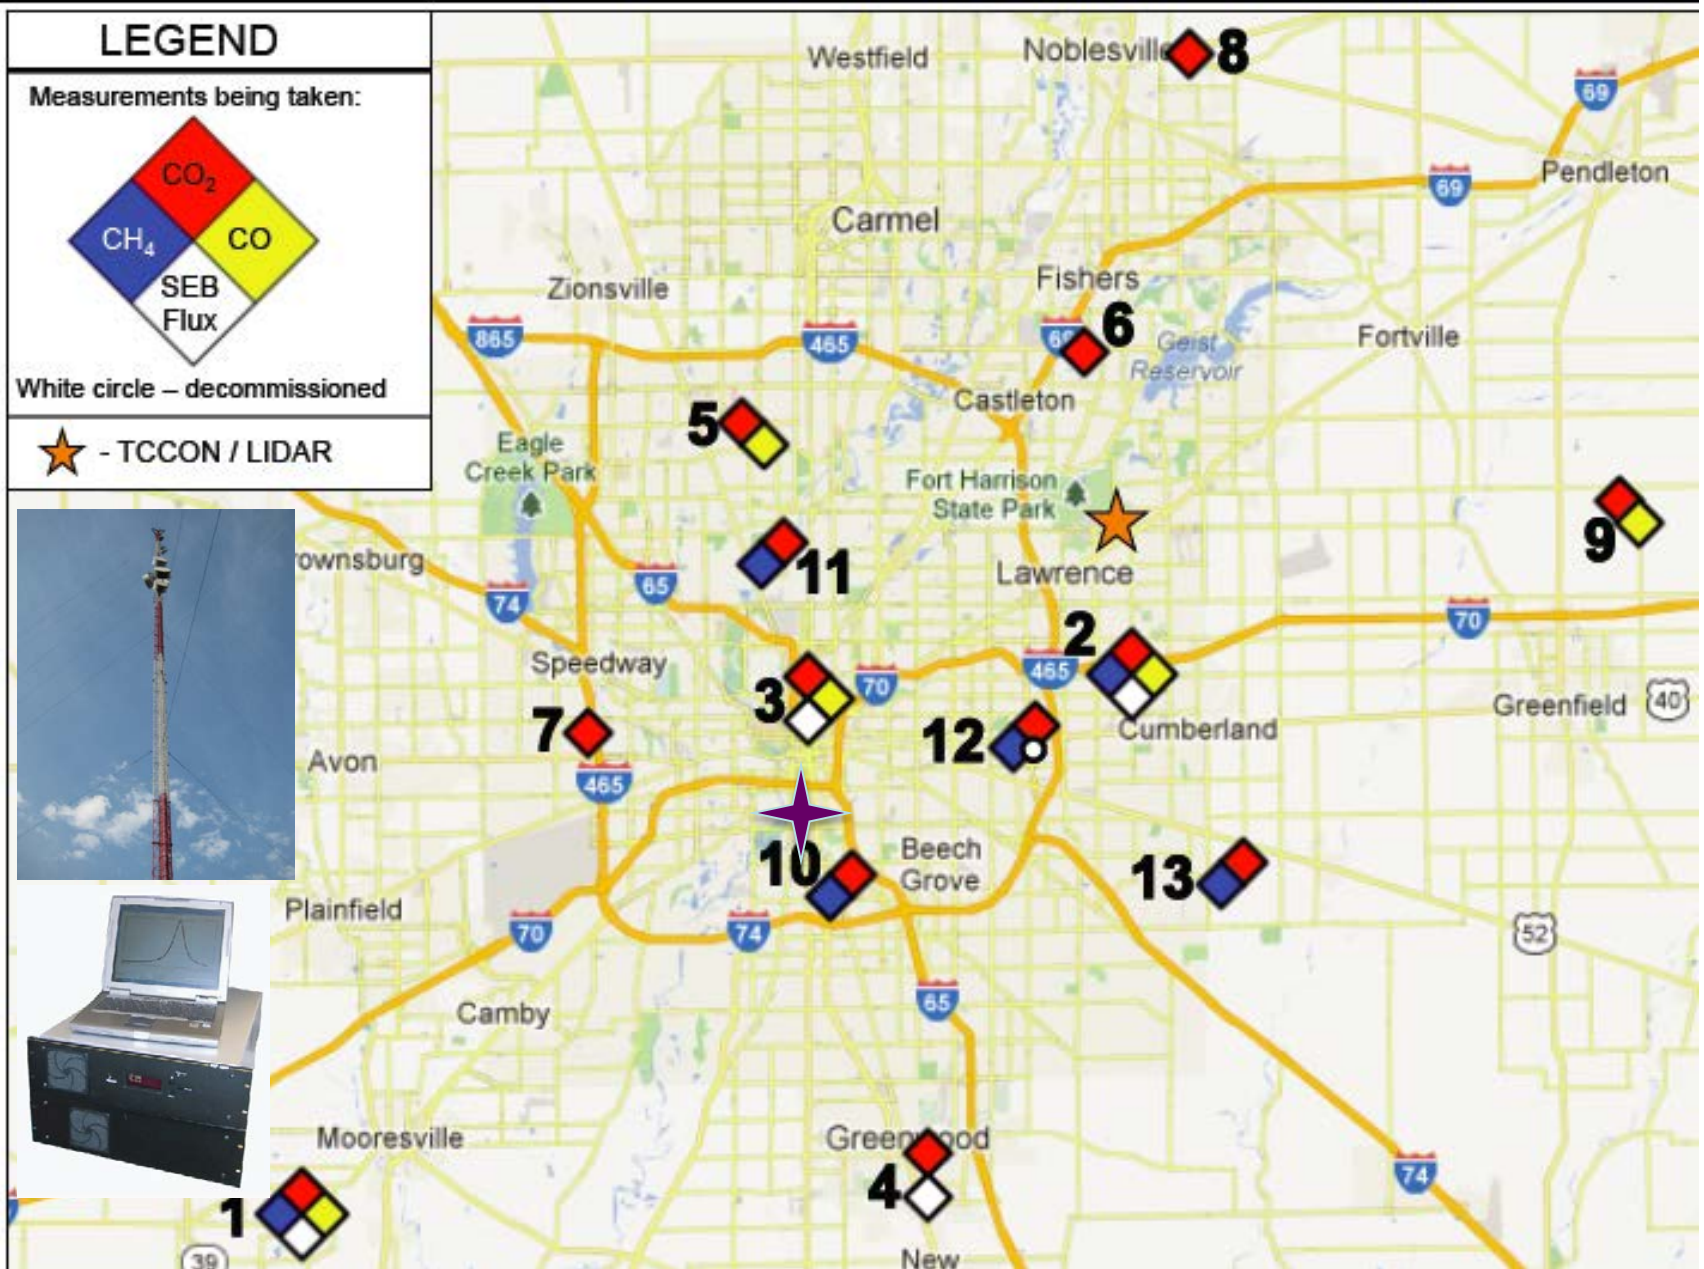 LEGEND
Measurements being taken:
CO₂
CH₄
CO
SEB
Flux
White circle – decommissioned
- TCCON / LIDAR
Westfield
Noblesville
8
69
Pendleton
69
Carmel
Fishers
Zionsville
865
465
69
6
Geist
Reservoir
Fortville
Castleton
5
Eagle
Creek Park
Fort Harrison
State Park
9
11
rownsburg
Lawrence
65
74
70
2
Speedway
465
3
70
Greenfield
40
7
12
Cumberland
Avon
465
10
Beech
Grove
13
Plainfield
70
74
52
65
Camby
Mooresville
Greenwood
74
4
1
39
New